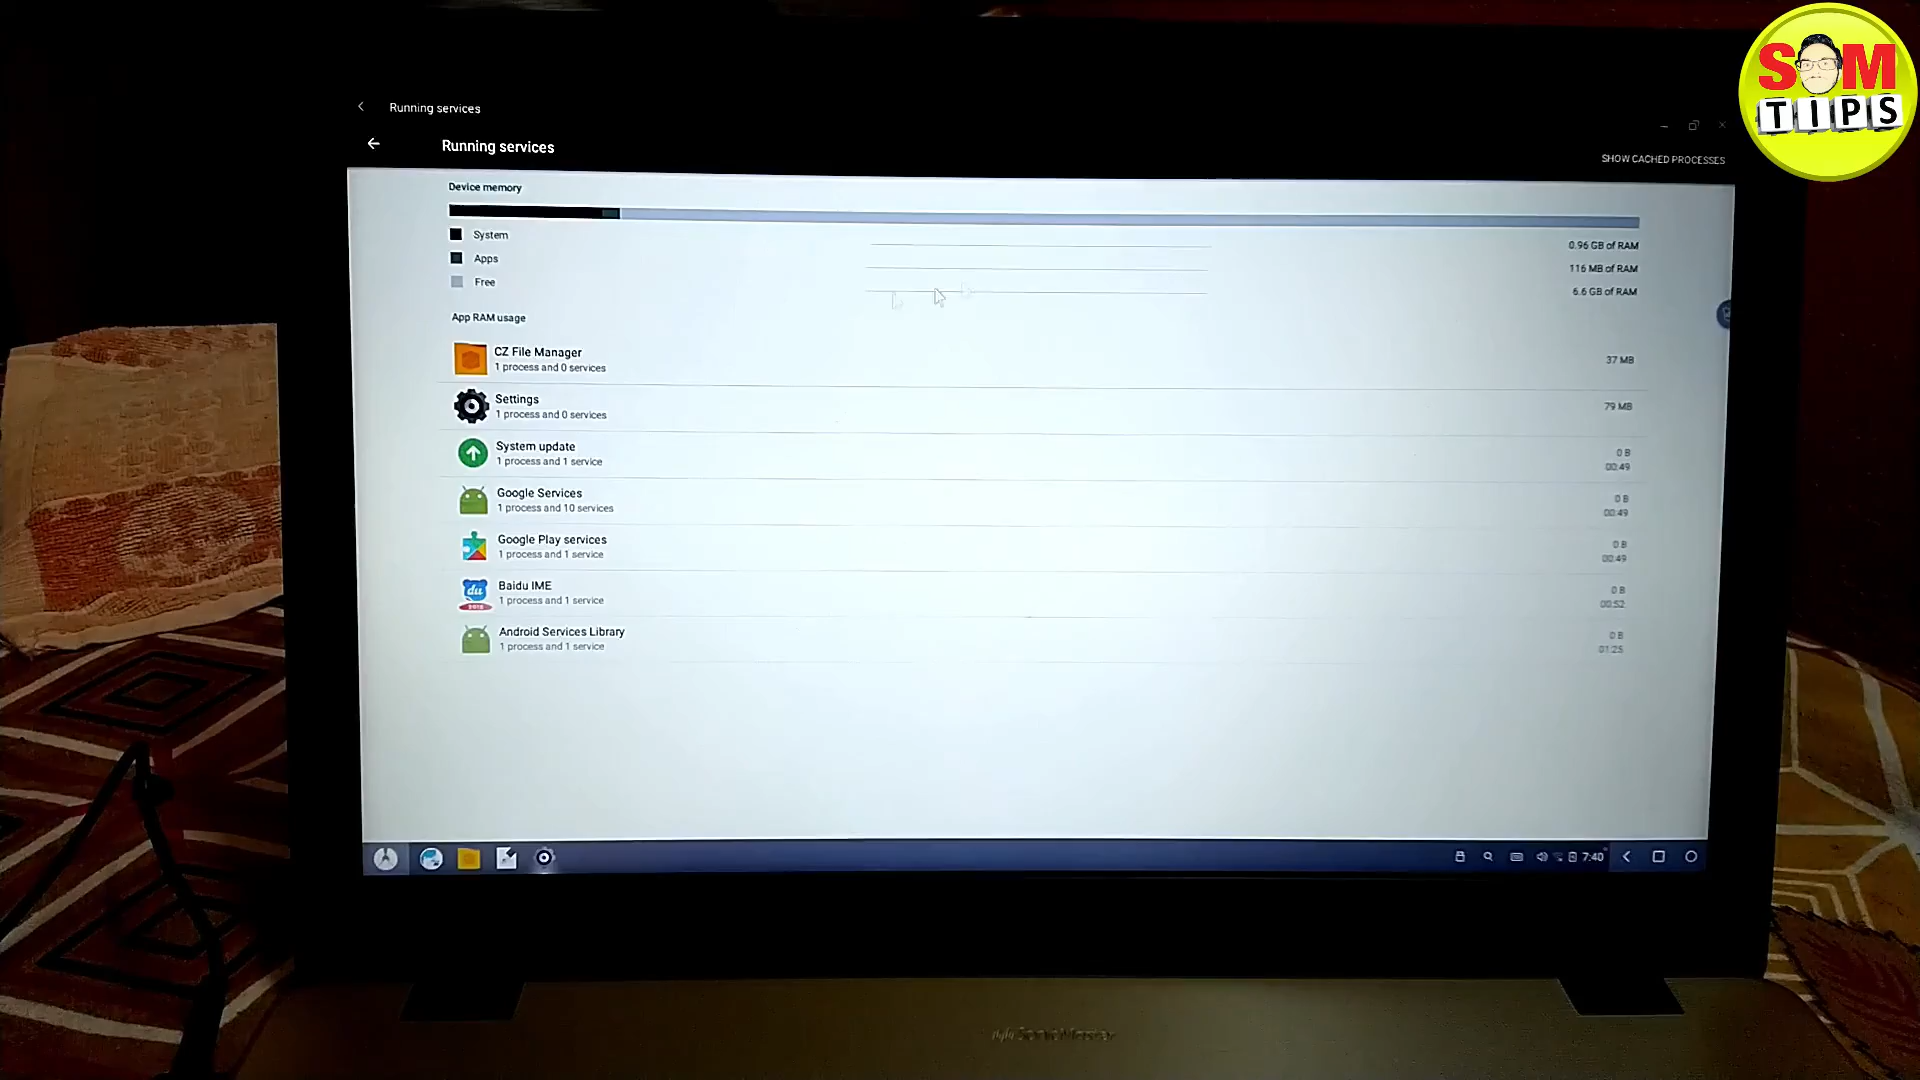 SOM
TIPS
Running services
Running services
SHOW CACHED PROCESSES
Device memory
System
0.96 GB of RAM
Apps
116 MB of RAM
Free
6.6 GB of RAM
App RAM usage
CZ File Manager
1 process and 0 services
37 MB
Settings
1 process and 0 services
79 MB
System update
1 process and 1 service
0 B
00:49
Google Services
1 process and 10 services
0 B
00:49
Google Play services
1 process and 1 service
0 B
00:49
du
Baidu IME
1 process and 1 service
0 B
00:52
Android Services Library
1 process and 1 service
0 B
01:25
7:40